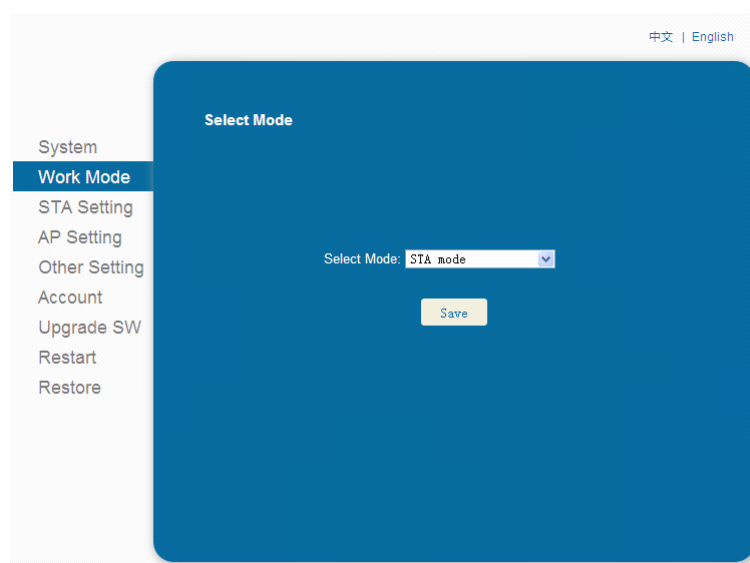 中文 | English
Select Mode
System
Work Mode
STA Setting
AP Setting
Other Setting
Account
Upgrade SW
Restart
Restore
Select Mode: STA mode
Save